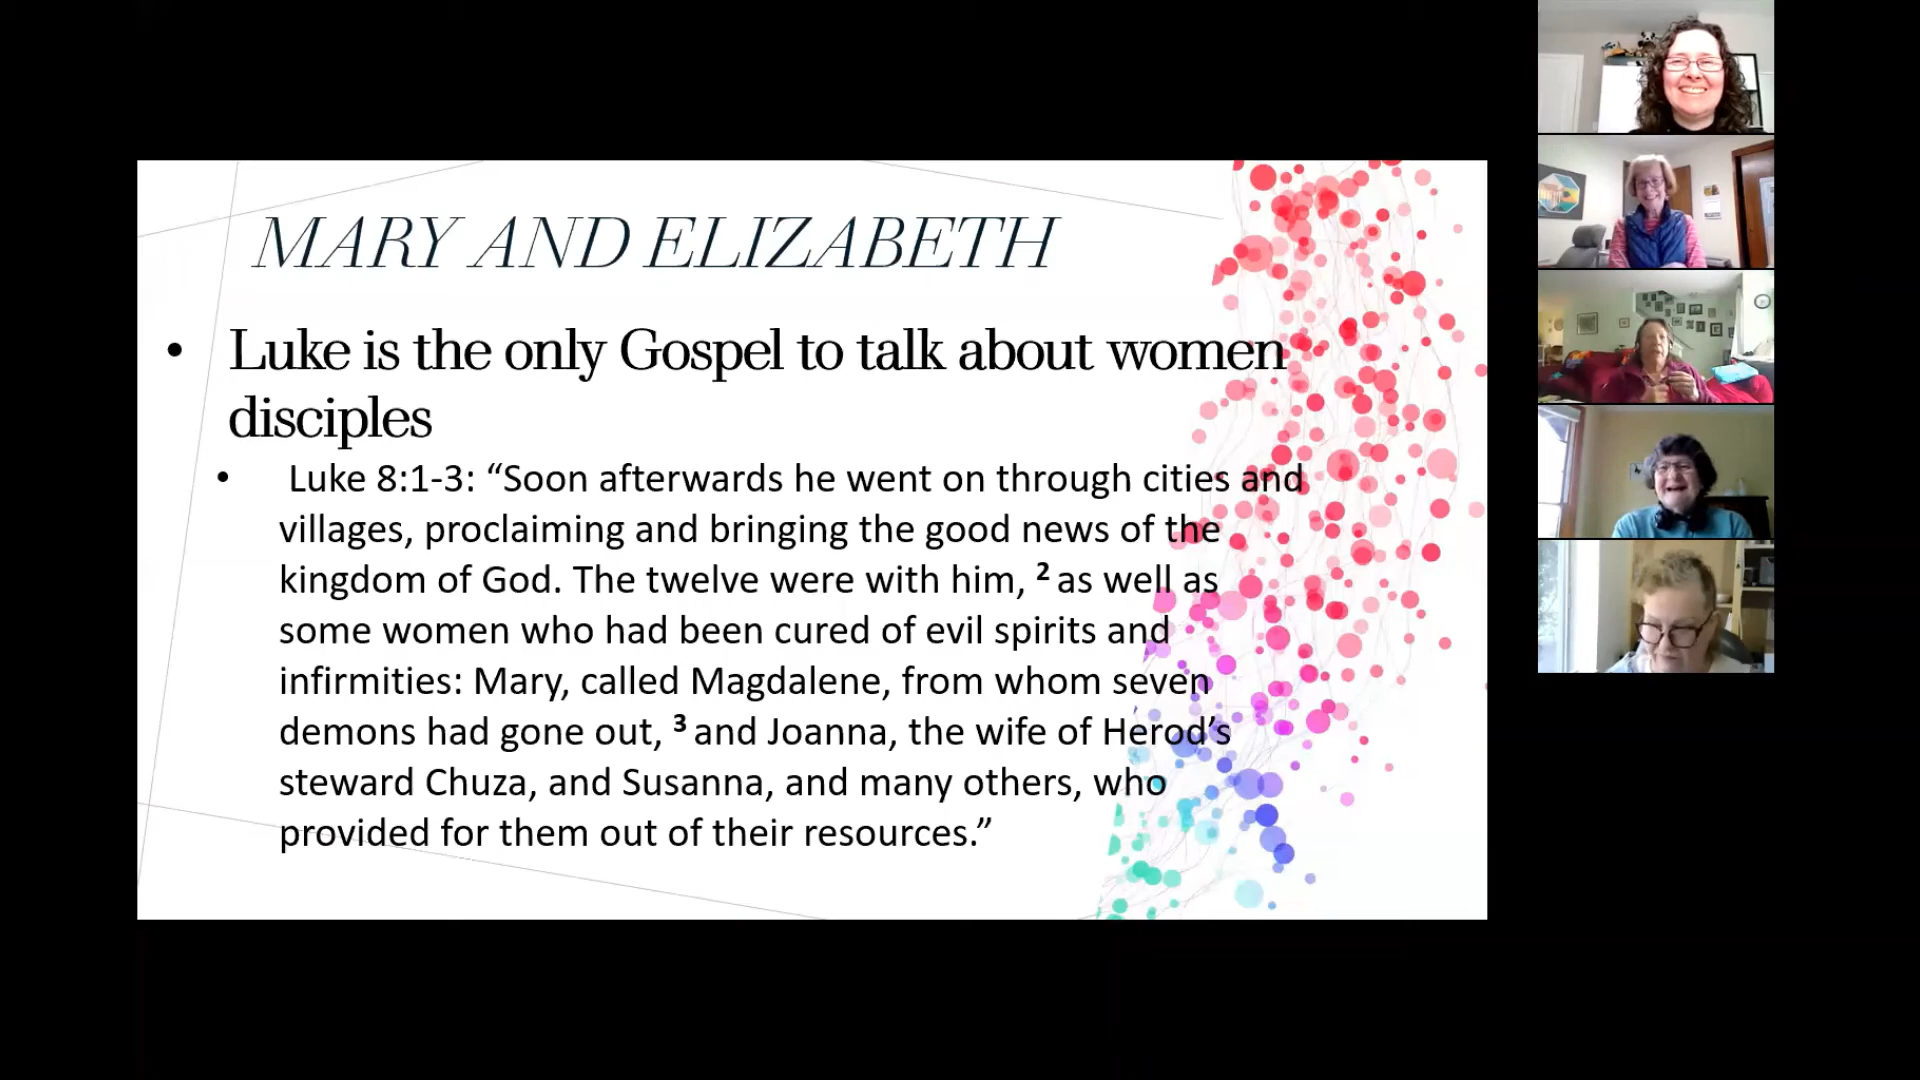 MARY AND ELIZABETH
• Luke is the only Gospel to talk about women
disciples
• Luke 8:1-3: “Soon afterwards he went on through cities and
villages, proclaiming and bringing the good news of the
kingdom of God. The twelve were with him, ² as well as
some women who had been cured of evil spirits and
infirmities: Mary, called Magdalene, from whom seven
demons had gone out, ³ and Joanna, the wife of Herod’s
steward Chuza, and Susanna, and many others, who
provided for them out of their resources.”